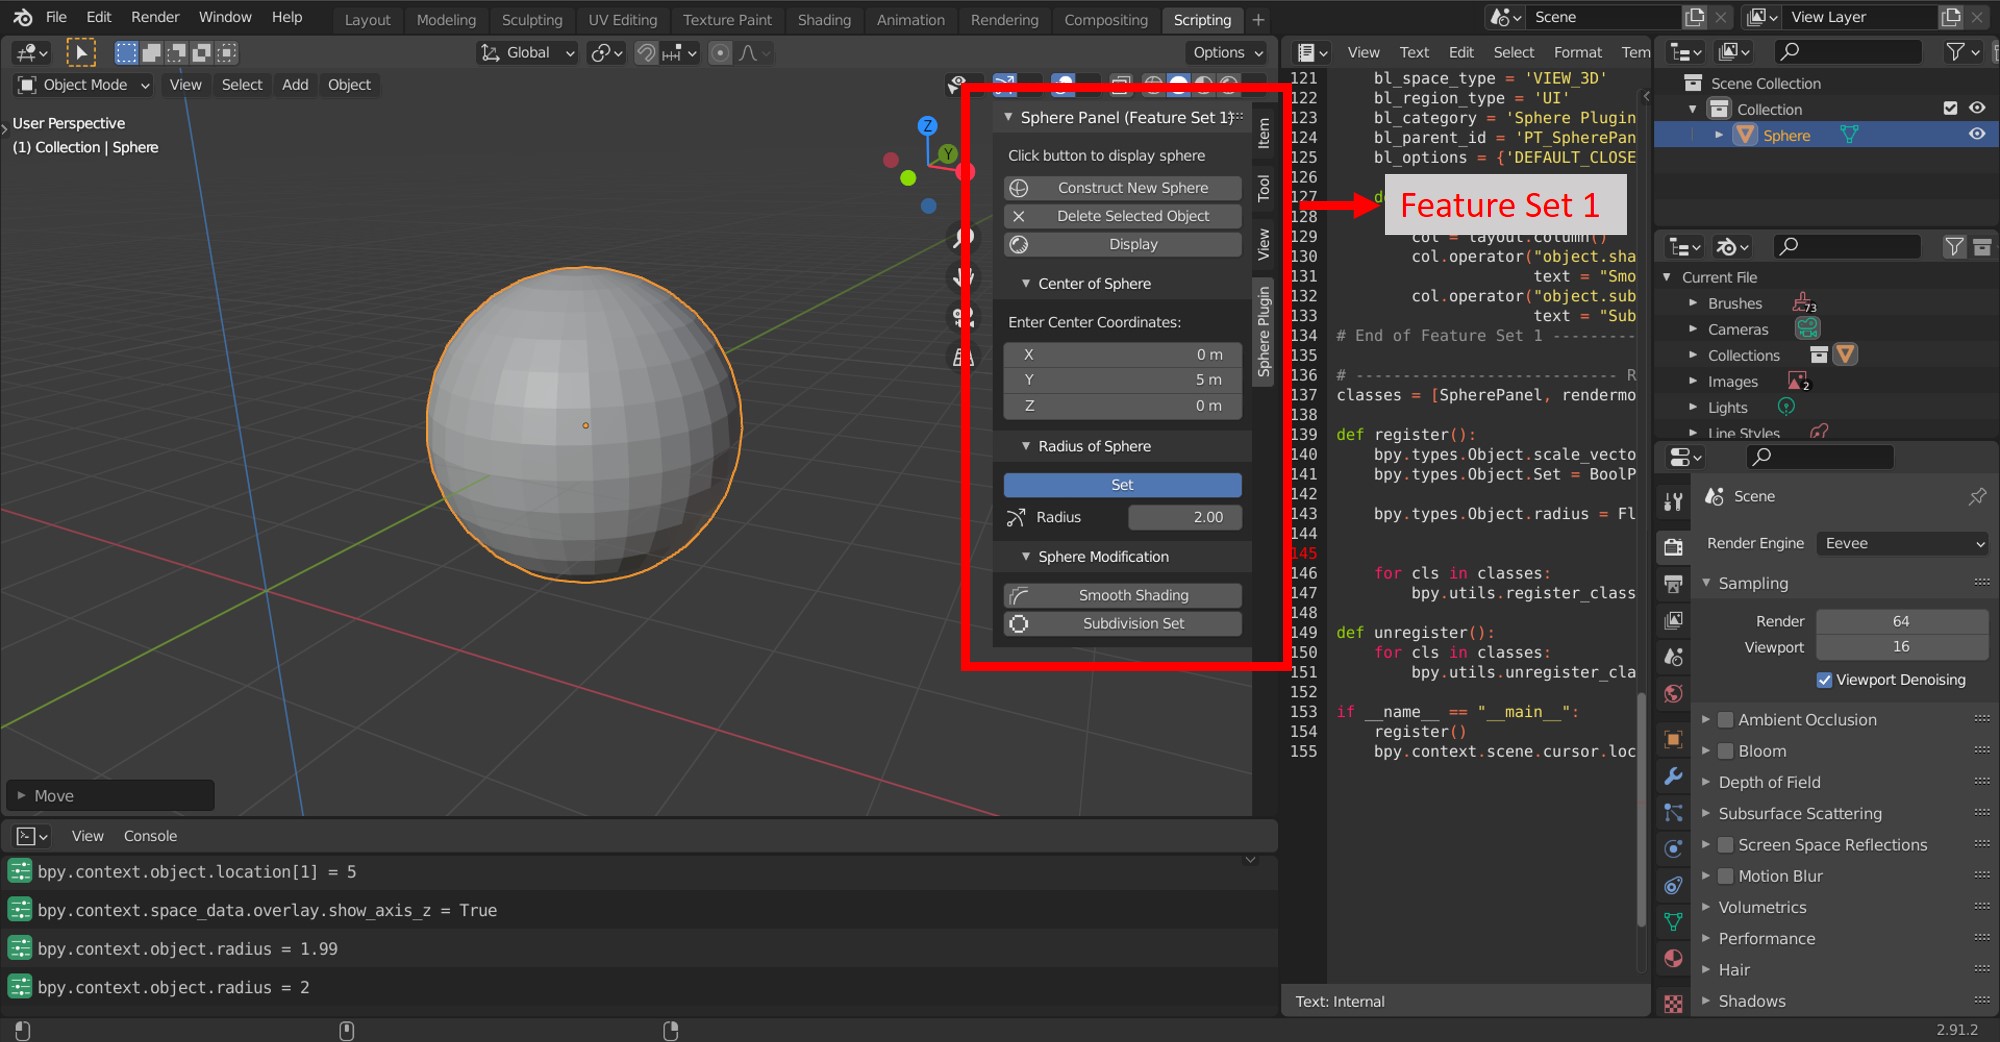 File Edit Render Window Help
Layout Modeling Sculpting UV Editing Texture Paint Shading Animation Rendering Compositing Scripting +
Scene
View Layer
Global
Options
Object Mode View Select Add Object
User Perspective
(1) Collection | Sphere
Z
Y
Sphere Panel (Feature Set 1)
Click button to display sphere
Construct New Sphere
Delete Selected Object
Display
Center of Sphere
Enter Center Coordinates:
X 0 m
Y 5 m
Z 0 m
Radius of Sphere
Set
Radius 2.00
Sphere Modification
Smooth Shading
Subdivision Set
Item
Tool
View
Sphere Plugin
Feature Set 1
Move
View Console
bpy.context.object.location[1] = 5
bpy.context.space_data.overlay.show_axis_z = True
bpy.context.object.radius = 1.99
bpy.context.object.radius = 2
View Text Edit Select Format Tem
121 bl_space_type = 'VIEW_3D'
122 bl_region_type = 'UI'
123 bl_category = 'Sphere Plugin
124 bl_parent_id = 'PT_SpherePan
125 bl_options = {'DEFAULT_CLOSE
126
127 d
128
129 col = layout.column()
130 col.operator("object.sha
131 text = "Smo
132 col.operator("object.sub
133 text = "Sub
134 # End of Feature Set 1 ---------
135
136 # ---------------------------- R
137 classes = [SpherePanel, rendermo
138
139 def register():
140 bpy.types.Object.scale_vecto
141 bpy.types.Object.Set = BoolP
142
143 bpy.types.Object.radius = Fl
144
145
146 for cls in classes:
147 bpy.utils.register_class
148
149 def unregister():
150 for cls in classes:
151 bpy.utils.unregister_cla
152
153 if __name__ == "__main__":
154 register()
155 bpy.context.scene.cursor.loc
Text: Internal
Scene Collection
Collection
Sphere
Current File
Brushes 73
Cameras
Collections
Images 2
Lights
Line Styles
Scene
Render Engine Eevee
Sampling
Render 64
Viewport 16
Viewport Denoising
Ambient Occlusion
Bloom
Depth of Field
Subsurface Scattering
Screen Space Reflections
Motion Blur
Volumetrics
Performance
Hair
Shadows
2.91.2